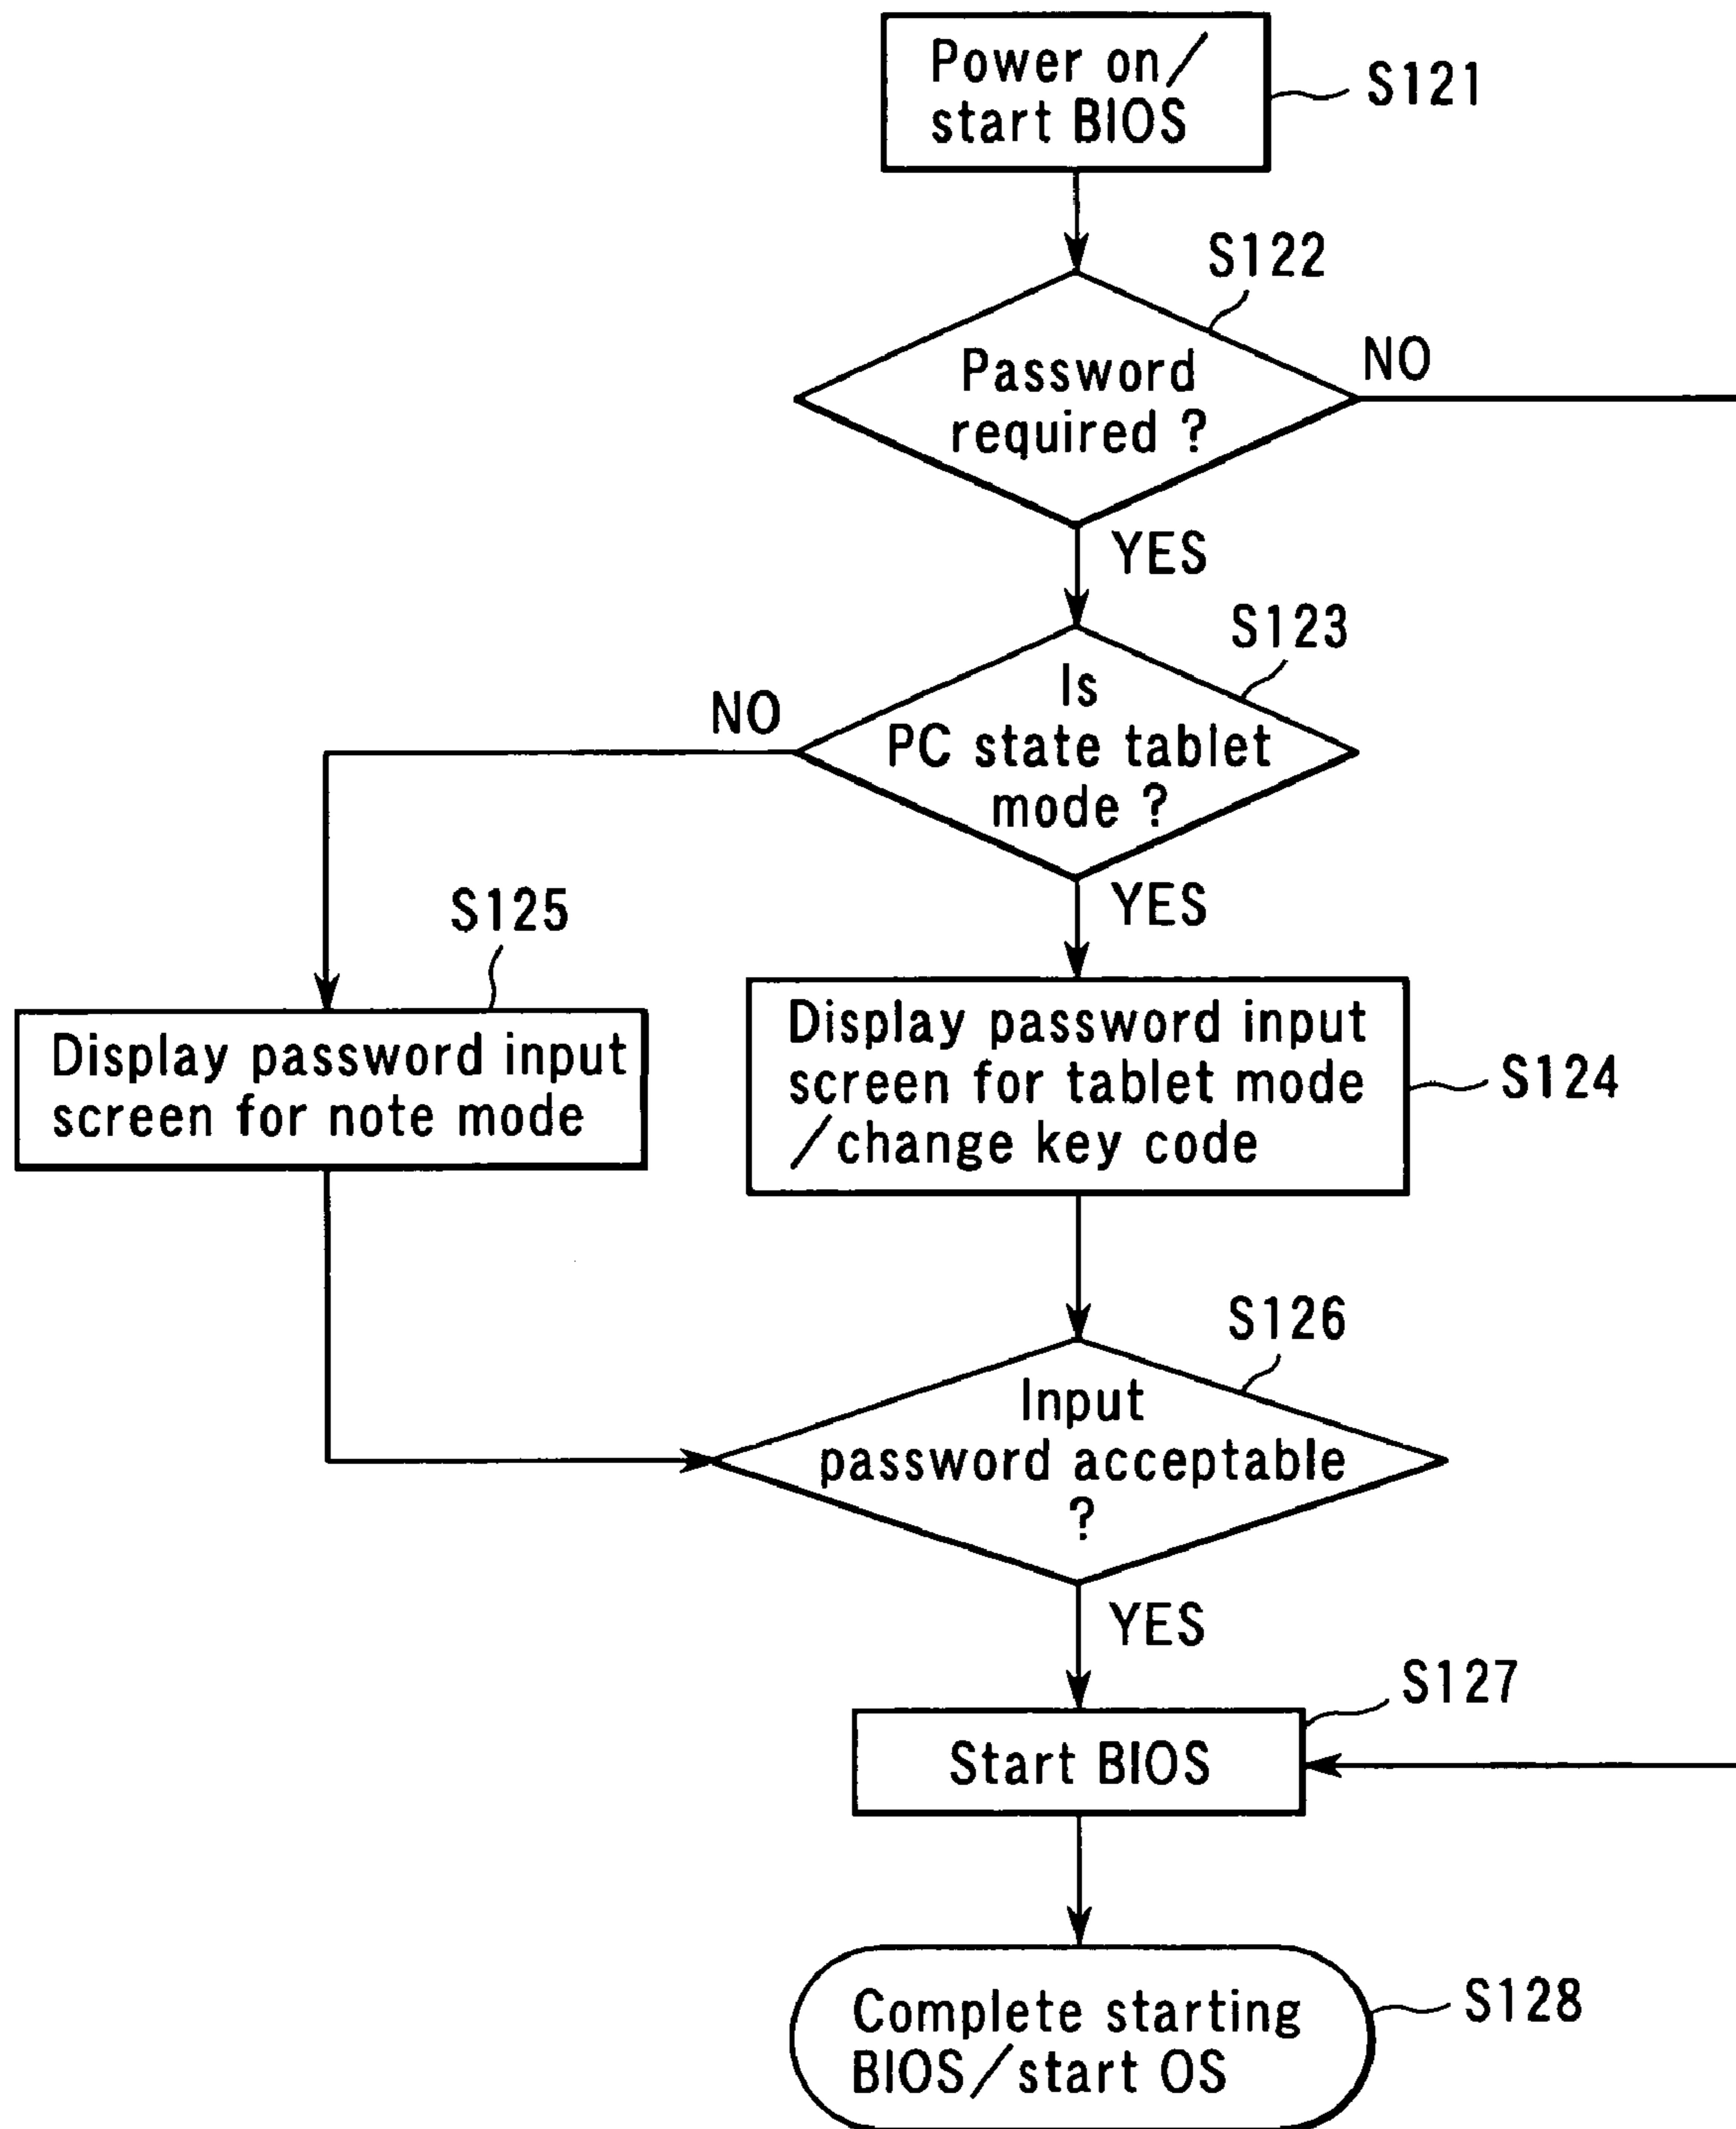 Power on/
start BIOS
S121
S122
Password
required ?
NO
YES
S123
Is
PC state tablet
mode ?
NO
YES
S125
Display password input
screen for note mode
Display password input
screen for tablet mode
/change key code
S124
S126
Input
password acceptable
?
YES
S127
Start BIOS
Complete starting
BIOS/start OS
S128